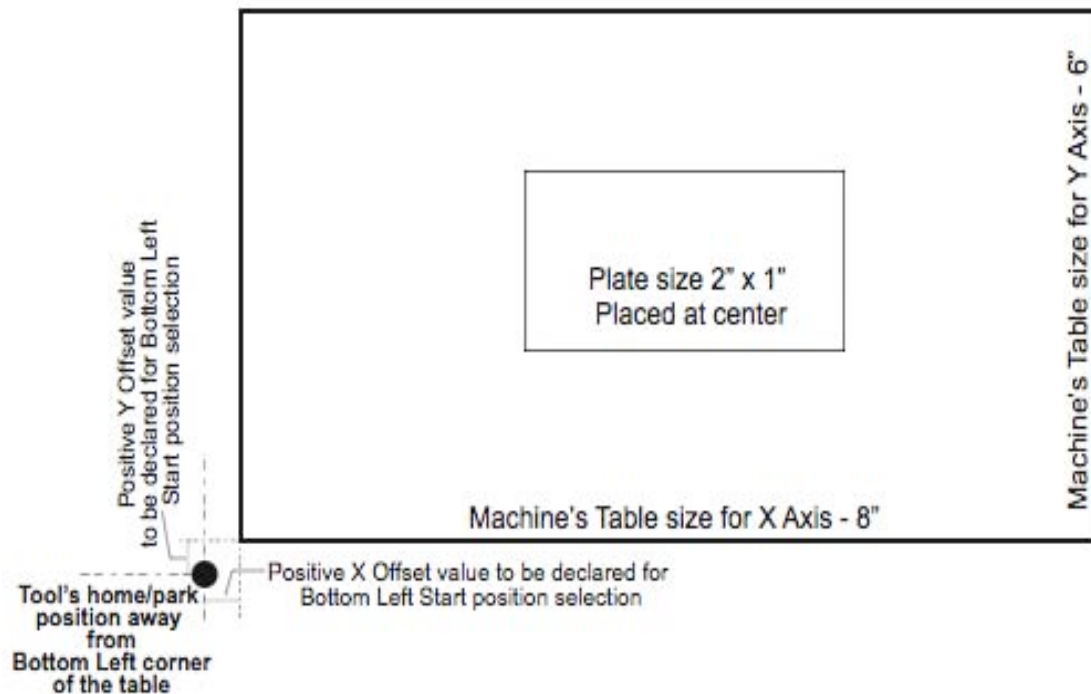 Machine's Table size for Y Axis - 6"
Plate size 2” x 1"
Placed at center
Positive Y Offset value
to be declared for Bottom Left
Start position selection
Machine's Table size for X Axis - 8”
Positive X Offset value to be declared for
Bottom Left Start position selection
Tool's home/park
position away
from
Bottom Left corner
of the table